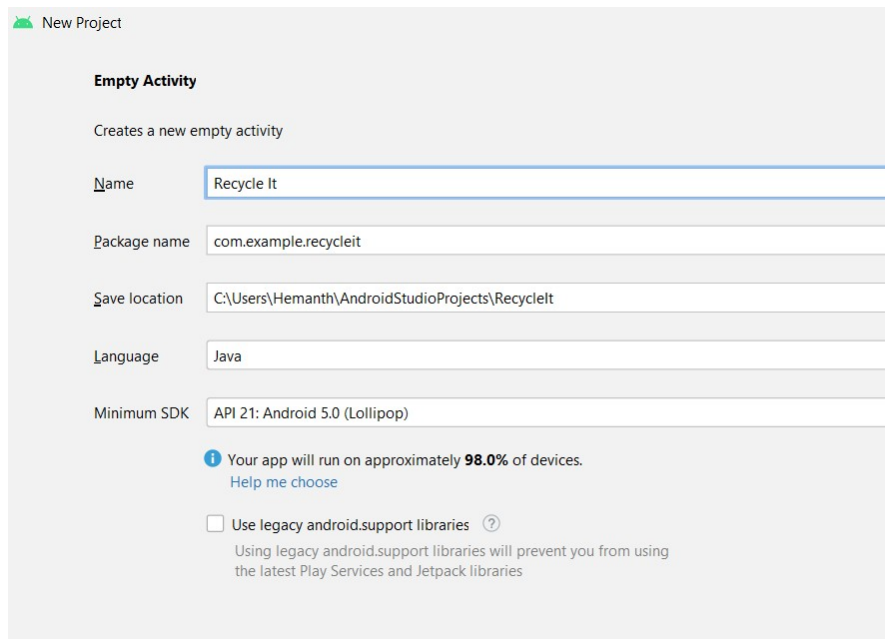 New Project
Empty Activity
Creates a new empty activity
Name Recycle It
Package name com.example.recycleit
Save location C:\Users\Hemanth\AndroidStudioProjects\RecycleIt
Language Java
Minimum SDK API 21: Android 5.0 (Lollipop)
i Your app will run on approximately 98.0% of devices.
Help me choose
Use legacy android.support libraries ?
Using legacy android.support libraries will prevent you from using
the latest Play Services and Jetpack libraries